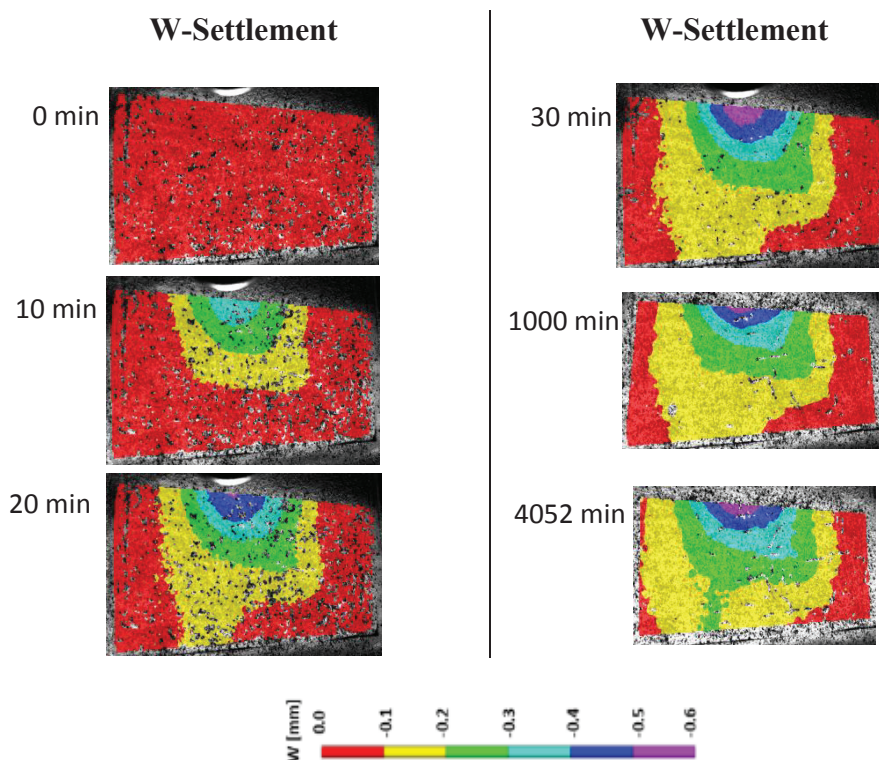 W-Settlement
0 min
10 min
20 min
W-Settlement
30 min
1000 min
4052 min
W [mm]
0.0
-0.1
-0.2
-0.3
-0.4
-0.5
-0.6